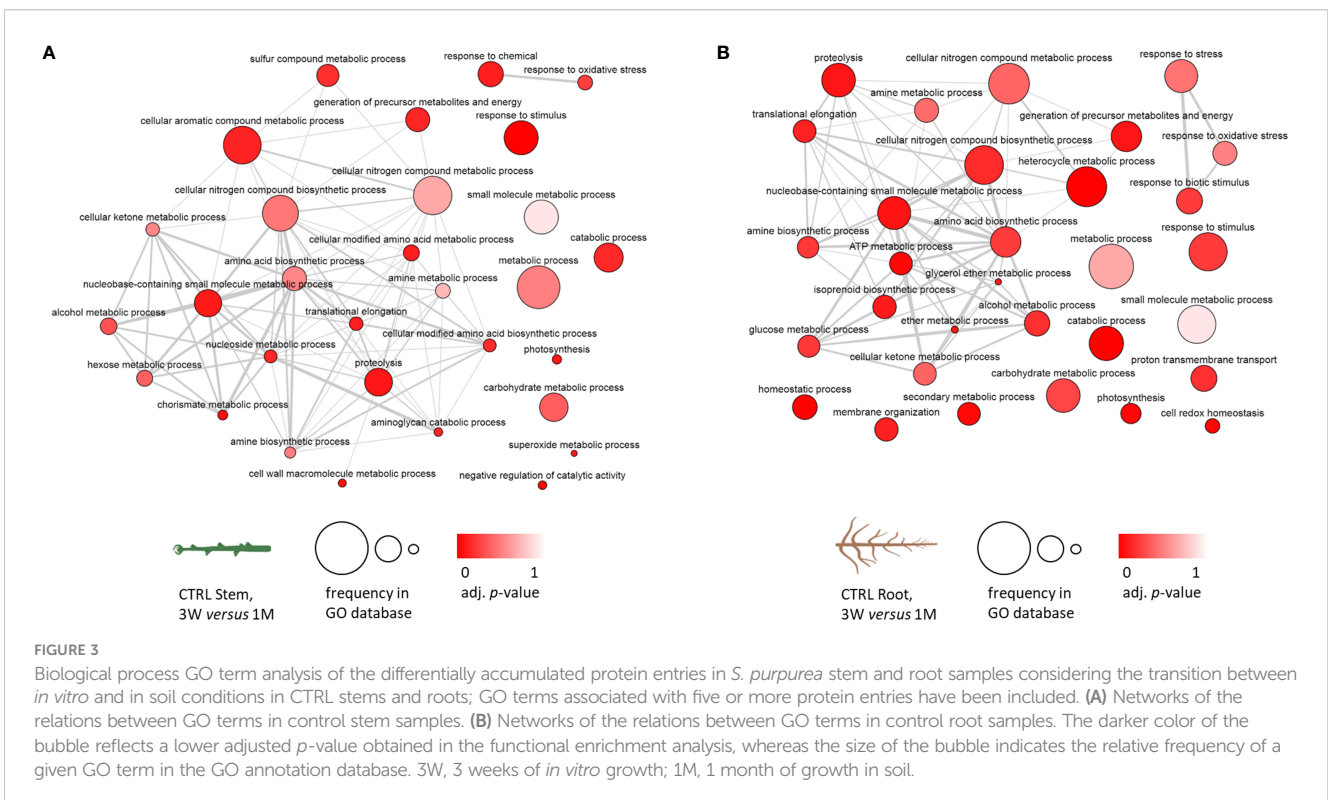 A
sulfur compound metabolic process
response to chemical
response to oxidative stress
generation of precursor metabolites and energy
cellular aromatic compound metabolic process
response to stimulus
cellular nitrogen compound metabolic process
cellular nitrogen compound biosynthetic process
small molecule metabolic process
cellular ketone metabolic process
cellular modified amino acid metabolic process
catabolic process
amino acid biosynthetic process
metabolic process
amine metabolic process
nucleobase-containing small molecule metabolic process
alcohol metabolic process
translational elongation
cellular modified amino acid biosynthetic process
nucleoside metabolic process
photosynthesis
hexose metabolic process
proteolysis
carbohydrate metabolic process
chorismate metabolic process
aminoglycan catabolic process
amine biosynthetic process
superoxide metabolic process
cell wall macromolecule metabolic process
negative regulation of catalytic activity
CTRL Stem,
3W versus 1M
frequency in
GO database
0 1
adj. p-value
B
proteolysis
cellular nitrogen compound metabolic process
response to stress
amine metabolic process
translational elongation
generation of precursor metabolites and energy
cellular nitrogen compound biosynthetic process
response to oxidative stress
heterocycle metabolic process
nucleobase-containing small molecule metabolic process
response to biotic stimulus
amino acid biosynthetic process
amine biosynthetic process
response to stimulus
ATP metabolic process
metabolic process
glycerol ether metabolic process
isoprenoid biosynthetic process
small molecule metabolic process
alcohol metabolic process
ether metabolic process
catabolic process
glucose metabolic process
cellular ketone metabolic process
proton transmembrane transport
carbohydrate metabolic process
homeostatic process
secondary metabolic process
photosynthesis
membrane organization
cell redox homeostasis
CTRL Root,
3W versus 1M
frequency in
GO database
0 1
adj. p-value
FIGURE 3
Biological process GO term analysis of the differentially accumulated protein entries in S. purpurea stem and root samples considering the transition between
in vitro and in soil conditions in CTRL stems and roots; GO terms associated with five or more protein entries have been included. (A) Networks of the
relations between GO terms in control stem samples. (B) Networks of the relations between GO terms in control root samples. The darker color of the
bubble reflects a lower adjusted p-value obtained in the functional enrichment analysis, whereas the size of the bubble indicates the relative frequency of a
given GO term in the GO annotation database. 3W, 3 weeks of in vitro growth; 1M, 1 month of growth in soil.